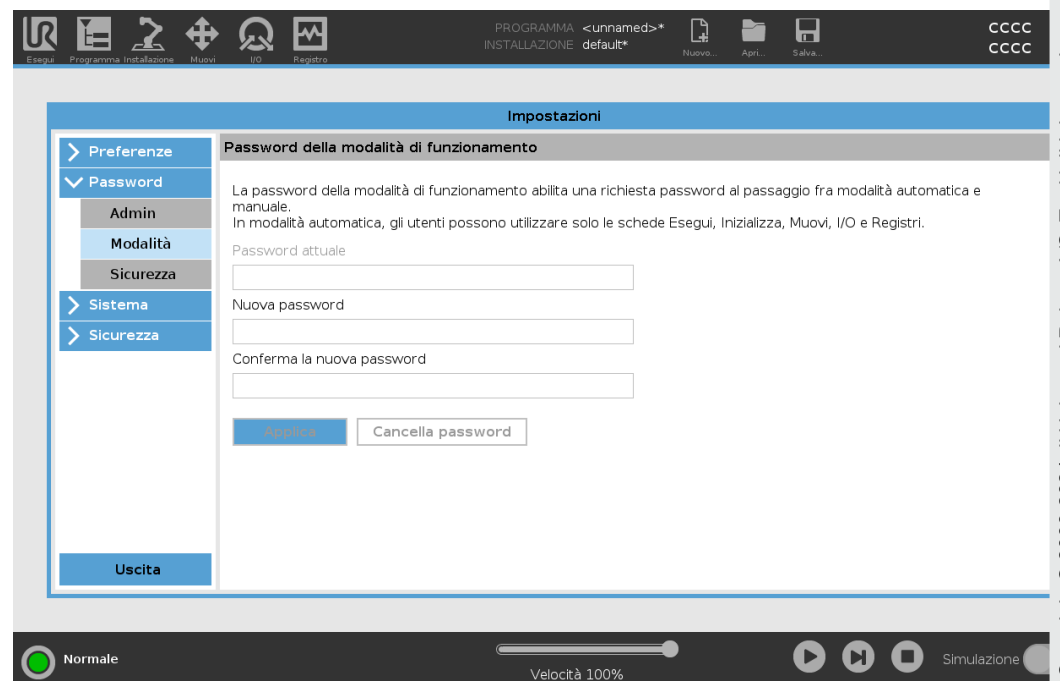 PROGRAMMA <unnamed>*
INSTALLAZIONE default*
CCCC
CCCC
Esegui Programma Installazione Muovi I/O Registro Nuovo... Apri... Salva...
Impostazioni
Preferenze
Password
Admin
Modalità
Sicurezza
Sistema
Sicurezza
Uscita
Password della modalità di funzionamento
La password della modalità di funzionamento abilita una richiesta password al passaggio fra modalità automatica e
manuale.
In modalità automatica, gli utenti possono utilizzare solo le schede Esegui, Inizializza, Muovi, I/O e Registri.
Password attuale
Nuova password
Conferma la nuova password
Applica Cancella password
Normale
Velocità 100%
Simulazione